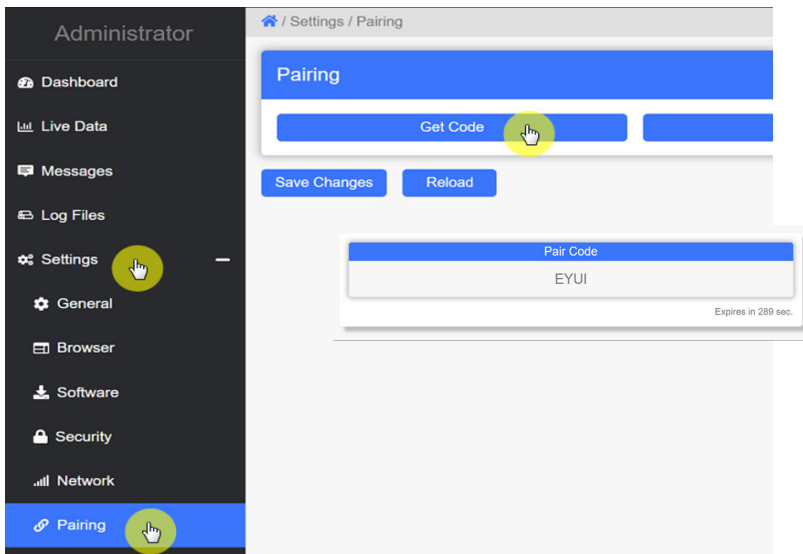 Administrator
Dashboard
Live Data
Messages
Log Files
Settings
General
Browser
Software
Security
Network
Pairing
/ Settings / Pairing
Pairing
Get Code
Save Changes
Reload
Pair Code
EYUI
Expires in 289 sec.